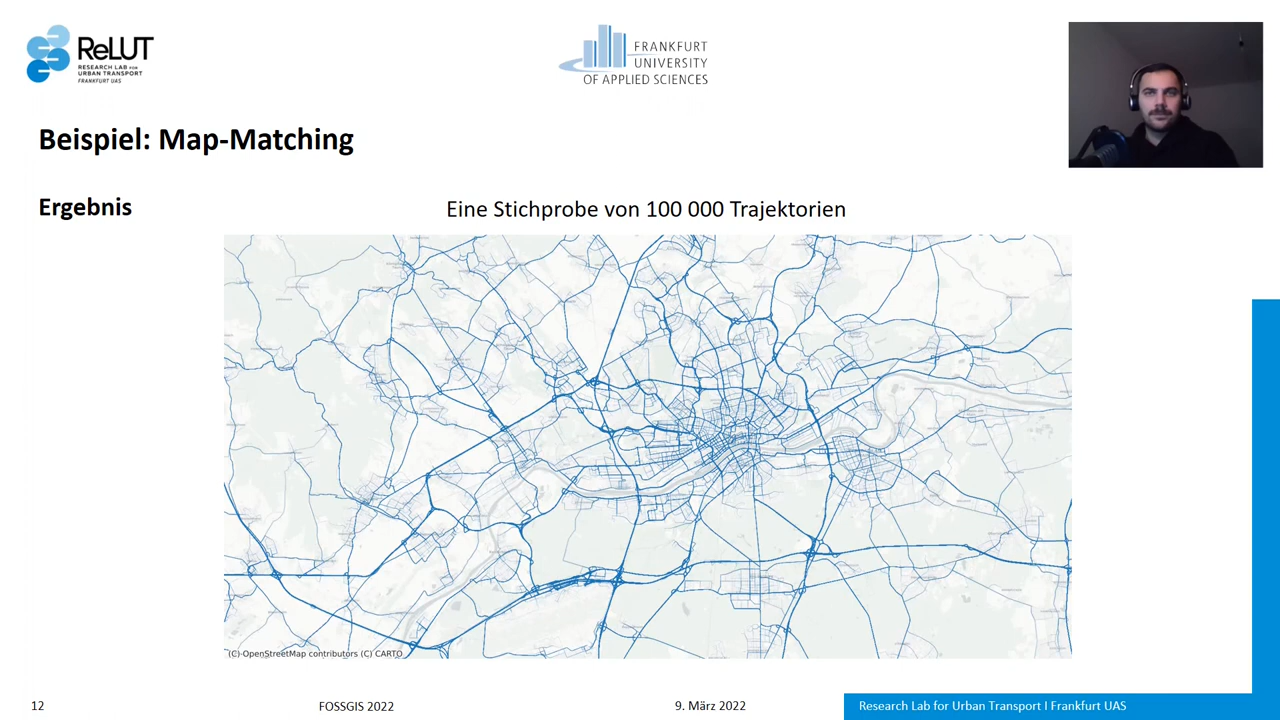 ReLUT
RESEARCH LAB FOR
URBAN TRANSPORT
FRANKFURT UAS
FRANKFURT
UNIVERSITY
OF APPLIED SCIENCES
Beispiel: Map-Matching
Ergebnis
Eine Stichprobe von 100 000 Trajektorien
(C) OpenStreetMap contributors (C) CARTO
12
FOSSGIS 2022
9. März 2022
Research Lab for Urban Transport I Frankfurt UAS